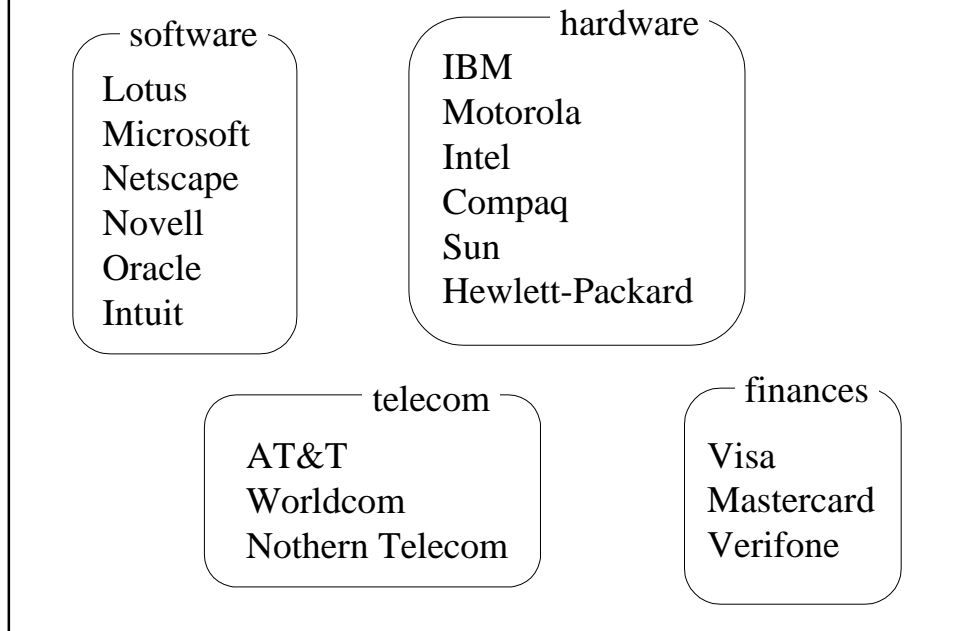 software
Lotus
Microsoft
Netscape
Novell
Oracle
Intuit
hardware
IBM
Motorola
Intel
Compaq
Sun
Hewlett-Packard
telecom
AT&T
Worldcom
Nothern Telecom
finances
Visa
Mastercard
Verifone